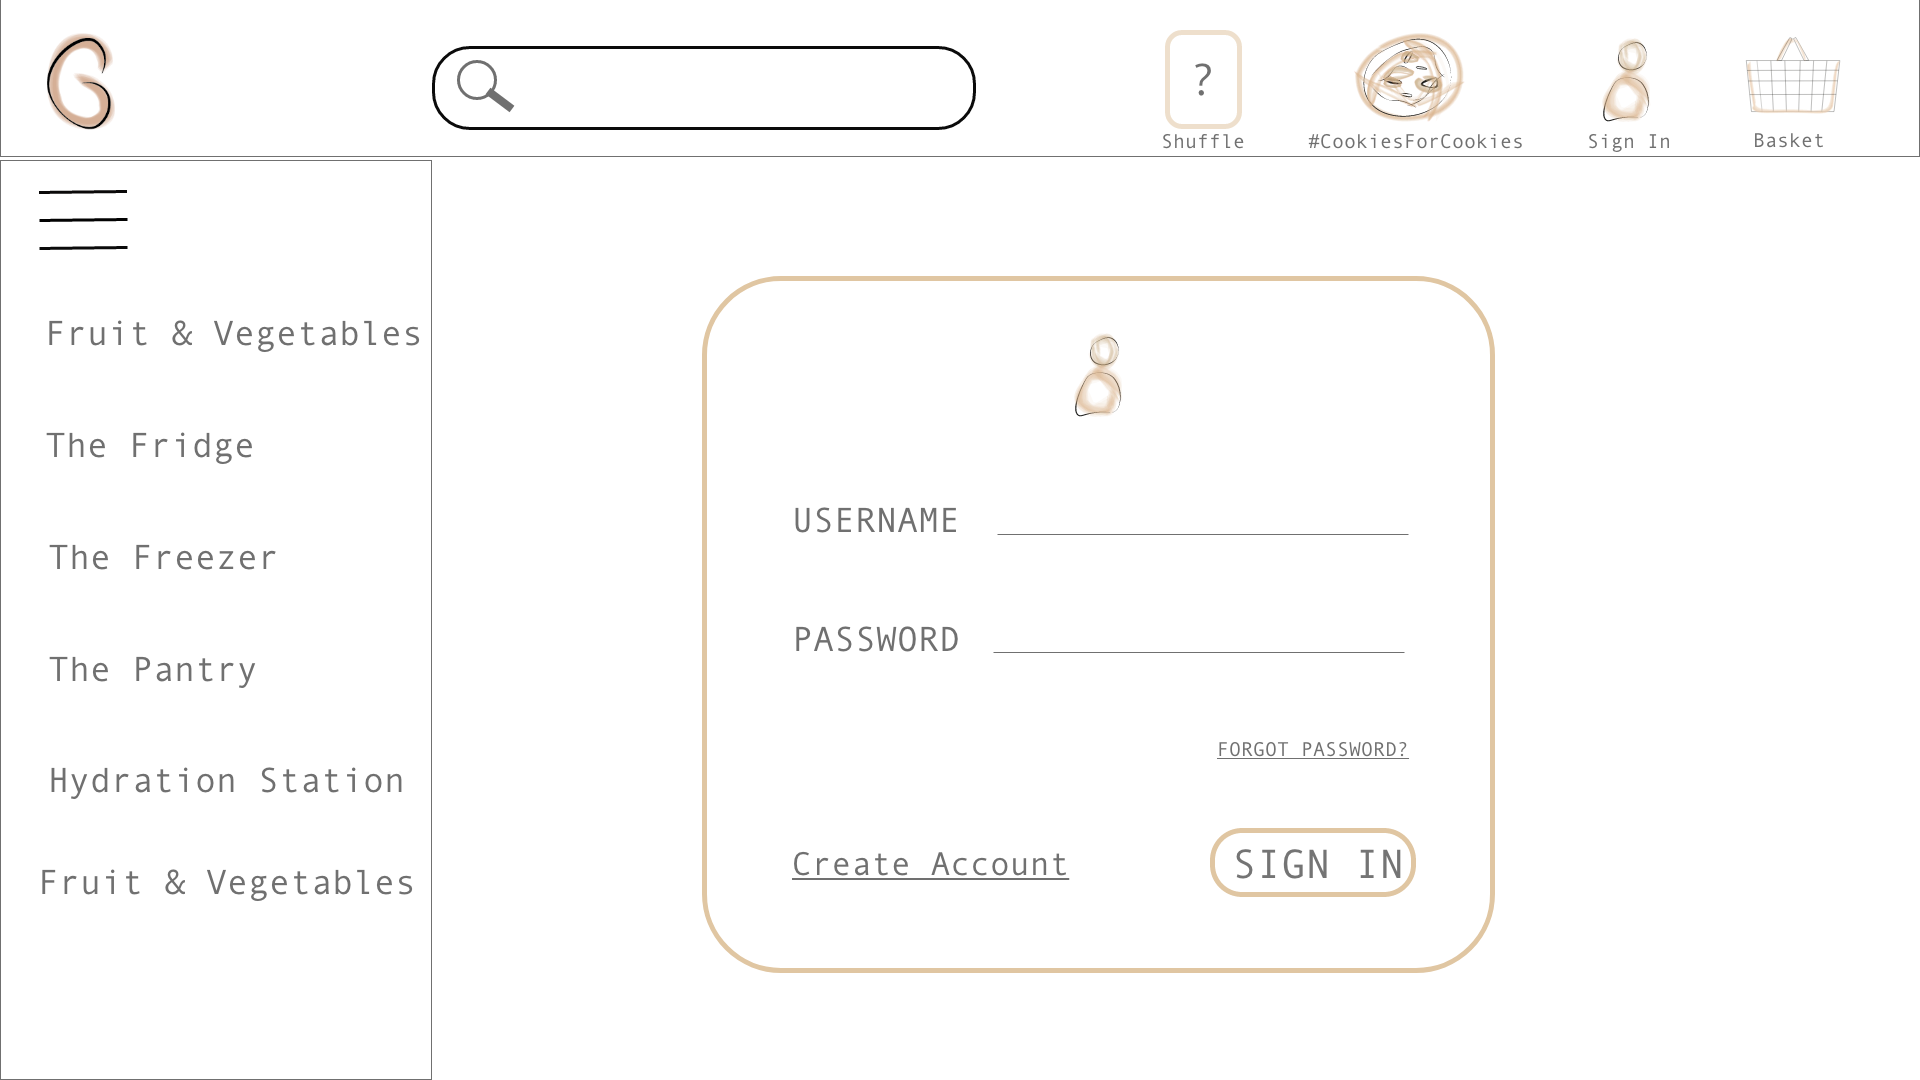 G
?
Shuffle
#CookiesForCookies
Sign In
Basket
Fruit & Vegetables
The Fridge
The Freezer
The Pantry
Hydration Station
Fruit & Vegetables
USERNAME
PASSWORD
FORGOT PASSWORD?
Create Account
SIGN IN